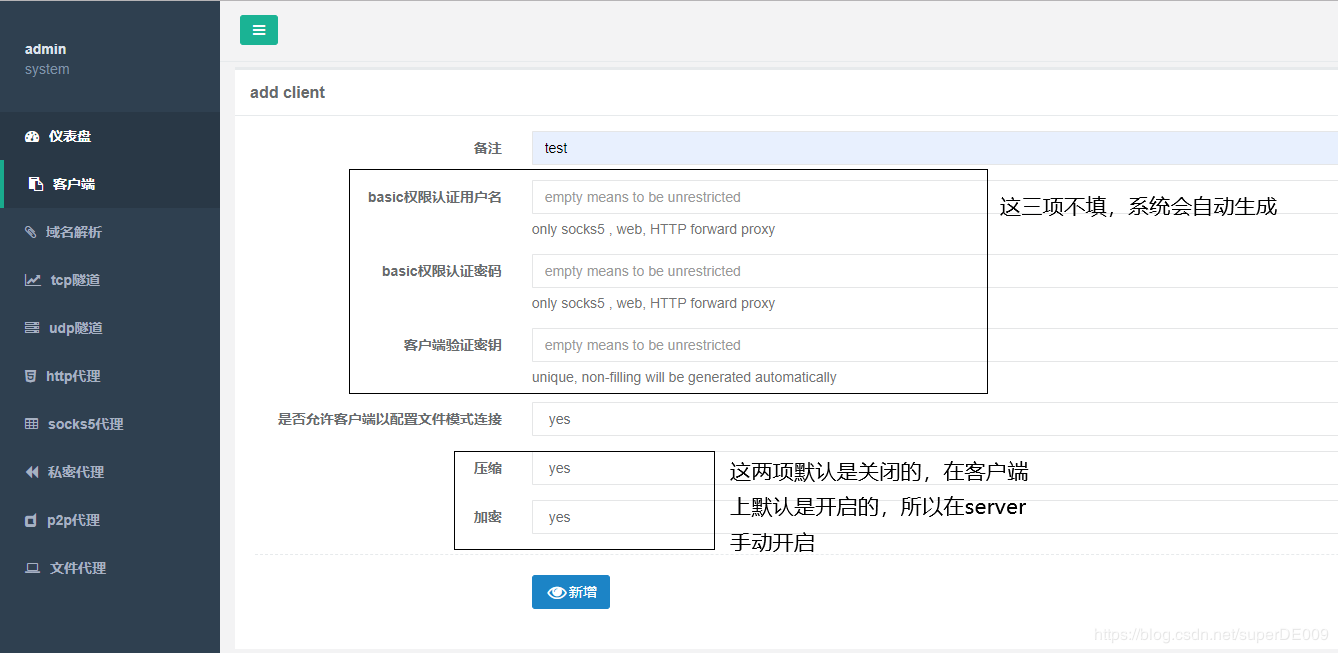 admin
system
仪表盘
客户端
域名解析
tcp隧道
udp隧道
http代理
socks5代理
私密代理
p2p代理
文件代理
add client
备注
test
basic权限认证用户名
empty means to be unrestricted
only socks5 , web, HTTP forward proxy
这三项不填，系统会自动生成
basic权限认证密码
empty means to be unrestricted
only socks5 , web, HTTP forward proxy
客户端验证密钥
empty means to be unrestricted
unique, non-filling will be generated automatically
是否允许客户端以配置文件模式连接
yes
压缩
yes
加密
yes
这两项默认是关闭的，在客户端
上默认是开启的，所以在server
手动开启
新增
https://blog.csdn.net/superDE009